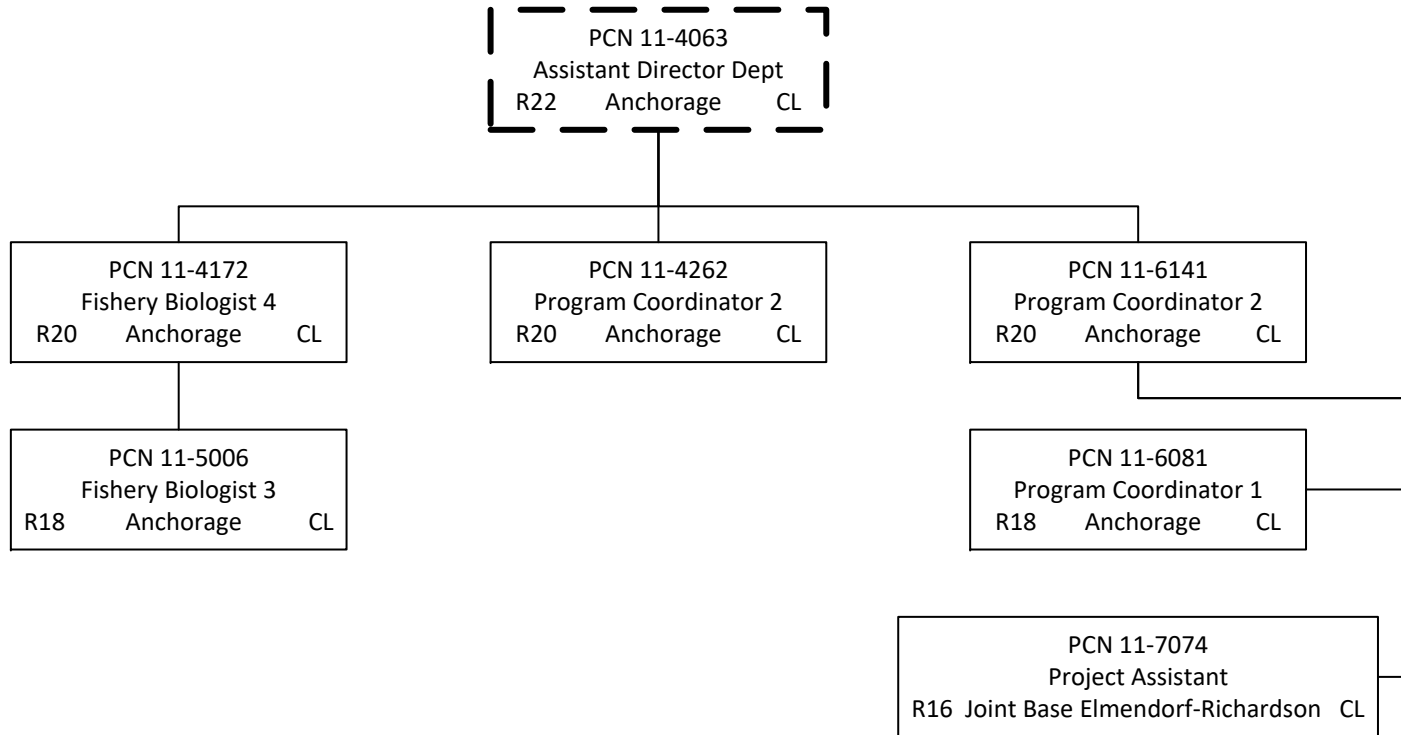 PCN 11-4063
Assistant Director Dept
R22 Anchorage CL
PCN 11-4172
Fishery Biologist 4
R20 Anchorage CL
PCN 11-4262
Program Coordinator 2
R20 Anchorage CL
PCN 11-6141
Program Coordinator 2
R20 Anchorage CL
PCN 11-5006
Fishery Biologist 3
R18 Anchorage CL
PCN 11-6081
Program Coordinator 1
R18 Anchorage CL
PCN 11-7074
Project Assistant
R16 Joint Base Elmendorf-Richardson CL